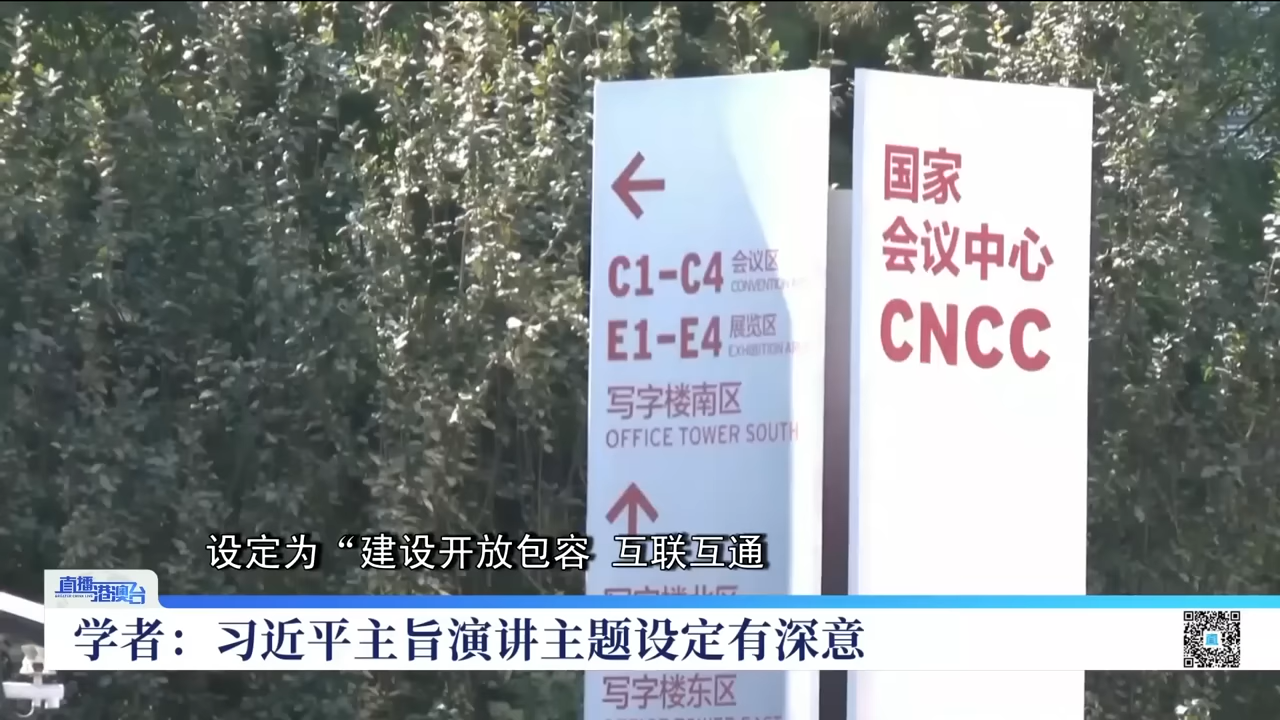 国家
会议中心
CNCC
C1-C4 会议区
CONVENTION
E1-E4 展览区
EXHIBITION
写字楼南区
OFFICE TOWER SOUTH
设定为“建设开放包容 互联互通
直播港澳台
学者：习近平主旨演讲主题设定有深意
写字楼东区